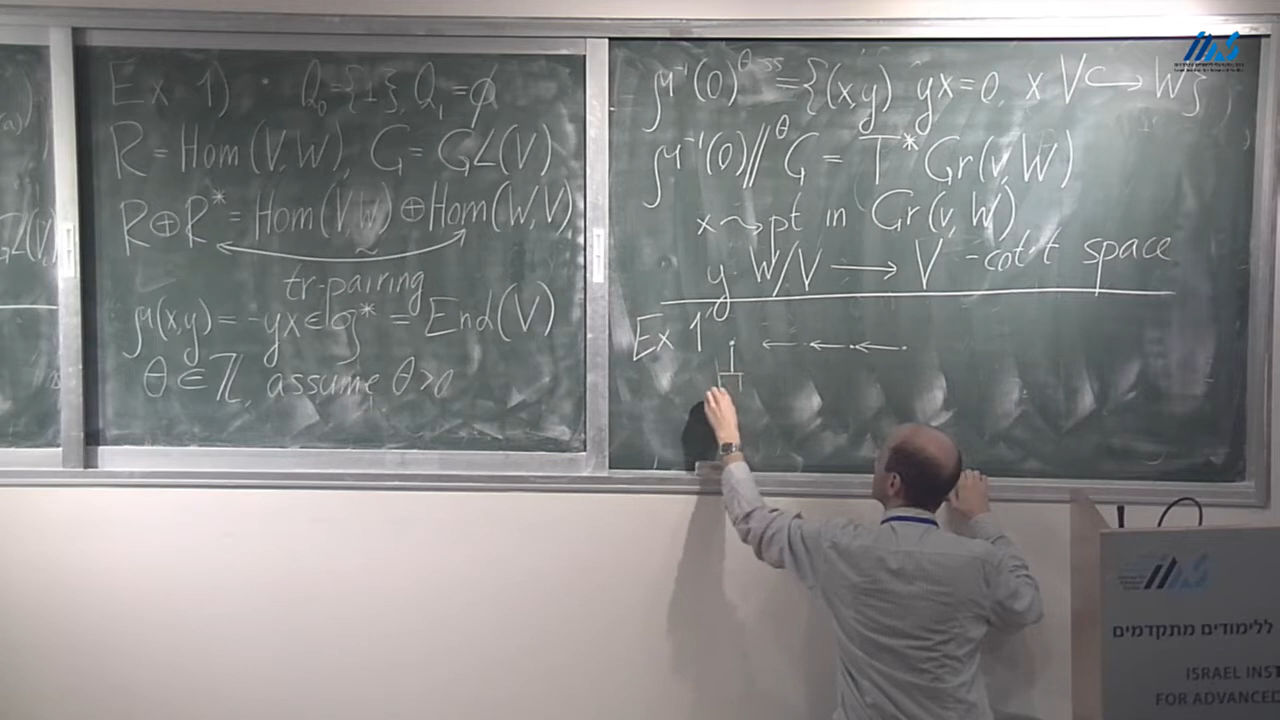 Ex 1) Q₀={1}, Q₁=φ
R = Hom(V,W), G = GL(V)
R⊕R* = Hom(V,W)⊕Hom(W,V)
~
tr-pairing
μ(x,y) = -yx ∈ g* = End(V)
θ∈ℤ, assume θ>0
μ⁻¹(0)^{θ-ss} = {(x,y) yx=0, x V↪W}
μ⁻¹(0)//^θ G = T*Gr(v,W)
x ⇝ pt in Gr(v,W)
y W/V ⟶ V -cot't space
Ex 1'
ללימודים מתקדמים
ISRAEL INST
FOR ADVANCED